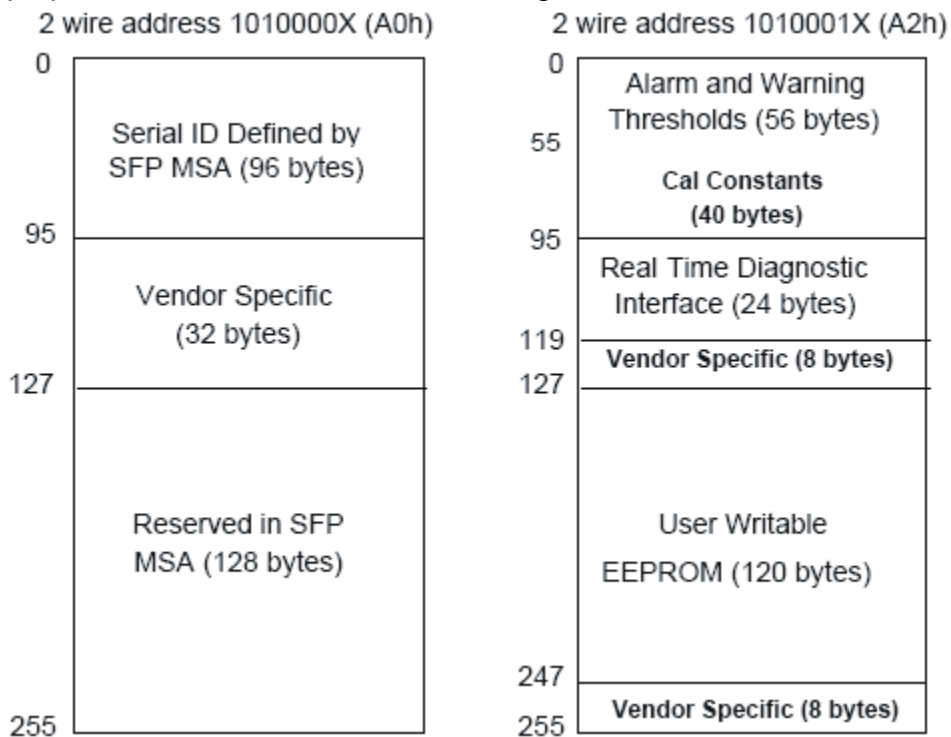 2 wire address 1010000X (A0h)
0
Serial ID Defined by
SFP MSA (96 bytes)
95
Vendor Specific
(32 bytes)
127
Reserved in SFP
MSA (128 bytes)
255
2 wire address 1010001X (A2h)
0
Alarm and Warning
Thresholds (56 bytes)
55
Cal Constants
(40 bytes)
95
Real Time Diagnostic
Interface (24 bytes)
119
Vendor Specific (8 bytes)
127
User Writable
EEPROM (120 bytes)
247
Vendor Specific (8 bytes)
255